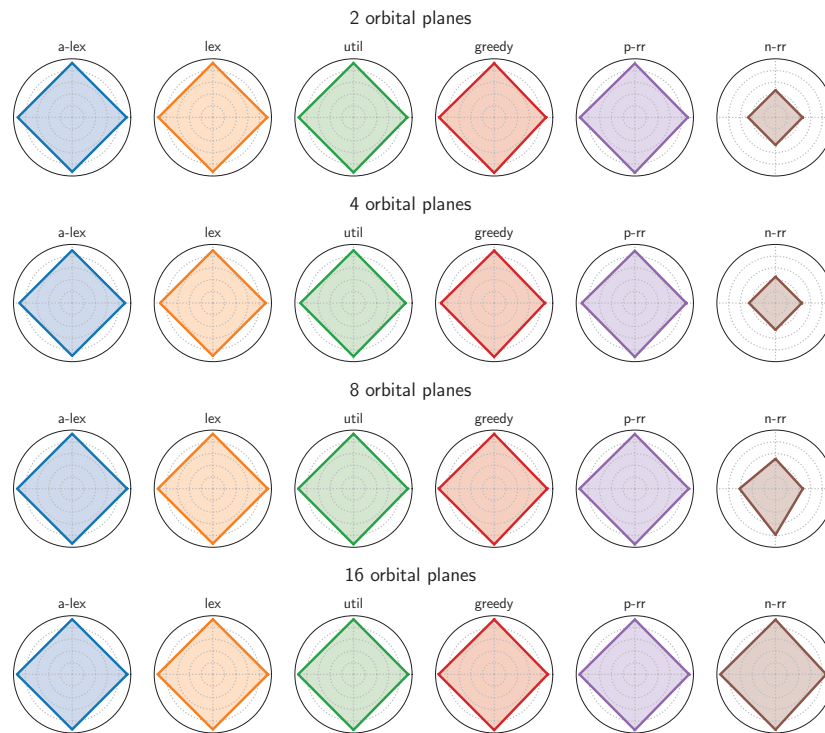 2 orbital planes
a-lex lex util greedy p-rr n-rr
4 orbital planes
a-lex lex util greedy p-rr n-rr
8 orbital planes
a-lex lex util greedy p-rr n-rr
16 orbital planes
a-lex lex util greedy p-rr n-rr